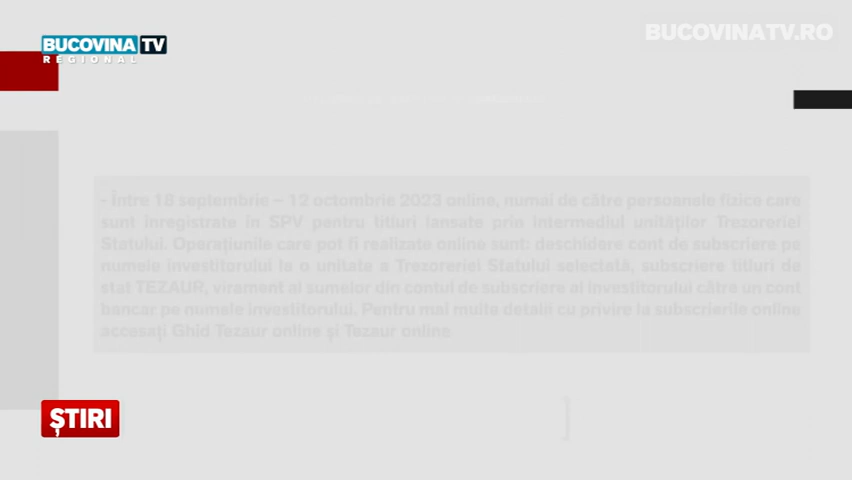 BUCOVINATV.RO
BUCOVINA TV
REGIONAL
- Între 18 septembrie – 12 octombrie 2023 online, numai de către persoanele fizice care
sunt înregistrate în SPV pentru titluri lansate prin intermediul unităților Trezoreriei
Statului. Operațiunile care pot fi realizate online sunt: deschidere cont de subscriere pe
numele investitorului la o unitate a Trezoreriei Statului selectată, subscriere titluri de
stat TEZAUR, virament al sumelor din contul de subscriere al investitorului către un cont
bancar pe numele investitorului. Pentru mai multe detalii cu privire la subscrierile online
accesați Ghid Tezaur online și Tezaur online
ȘTIRI